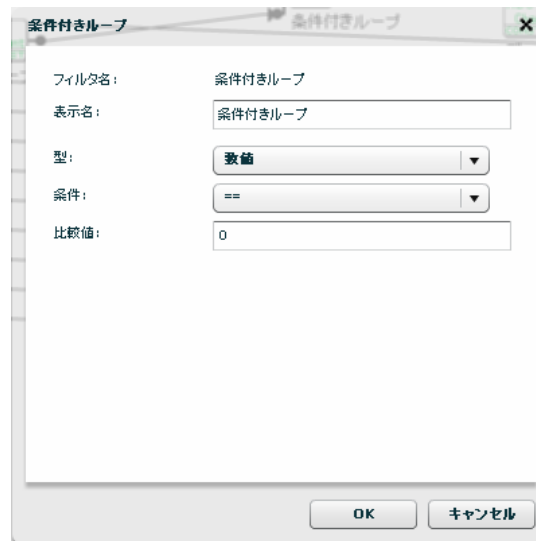 条件付きループ
条件付きループ
フィルタ名: 条件付きループ
表示名: 条件付きループ
型: 数値
条件: ==
比較値: 0
OK キャンセル